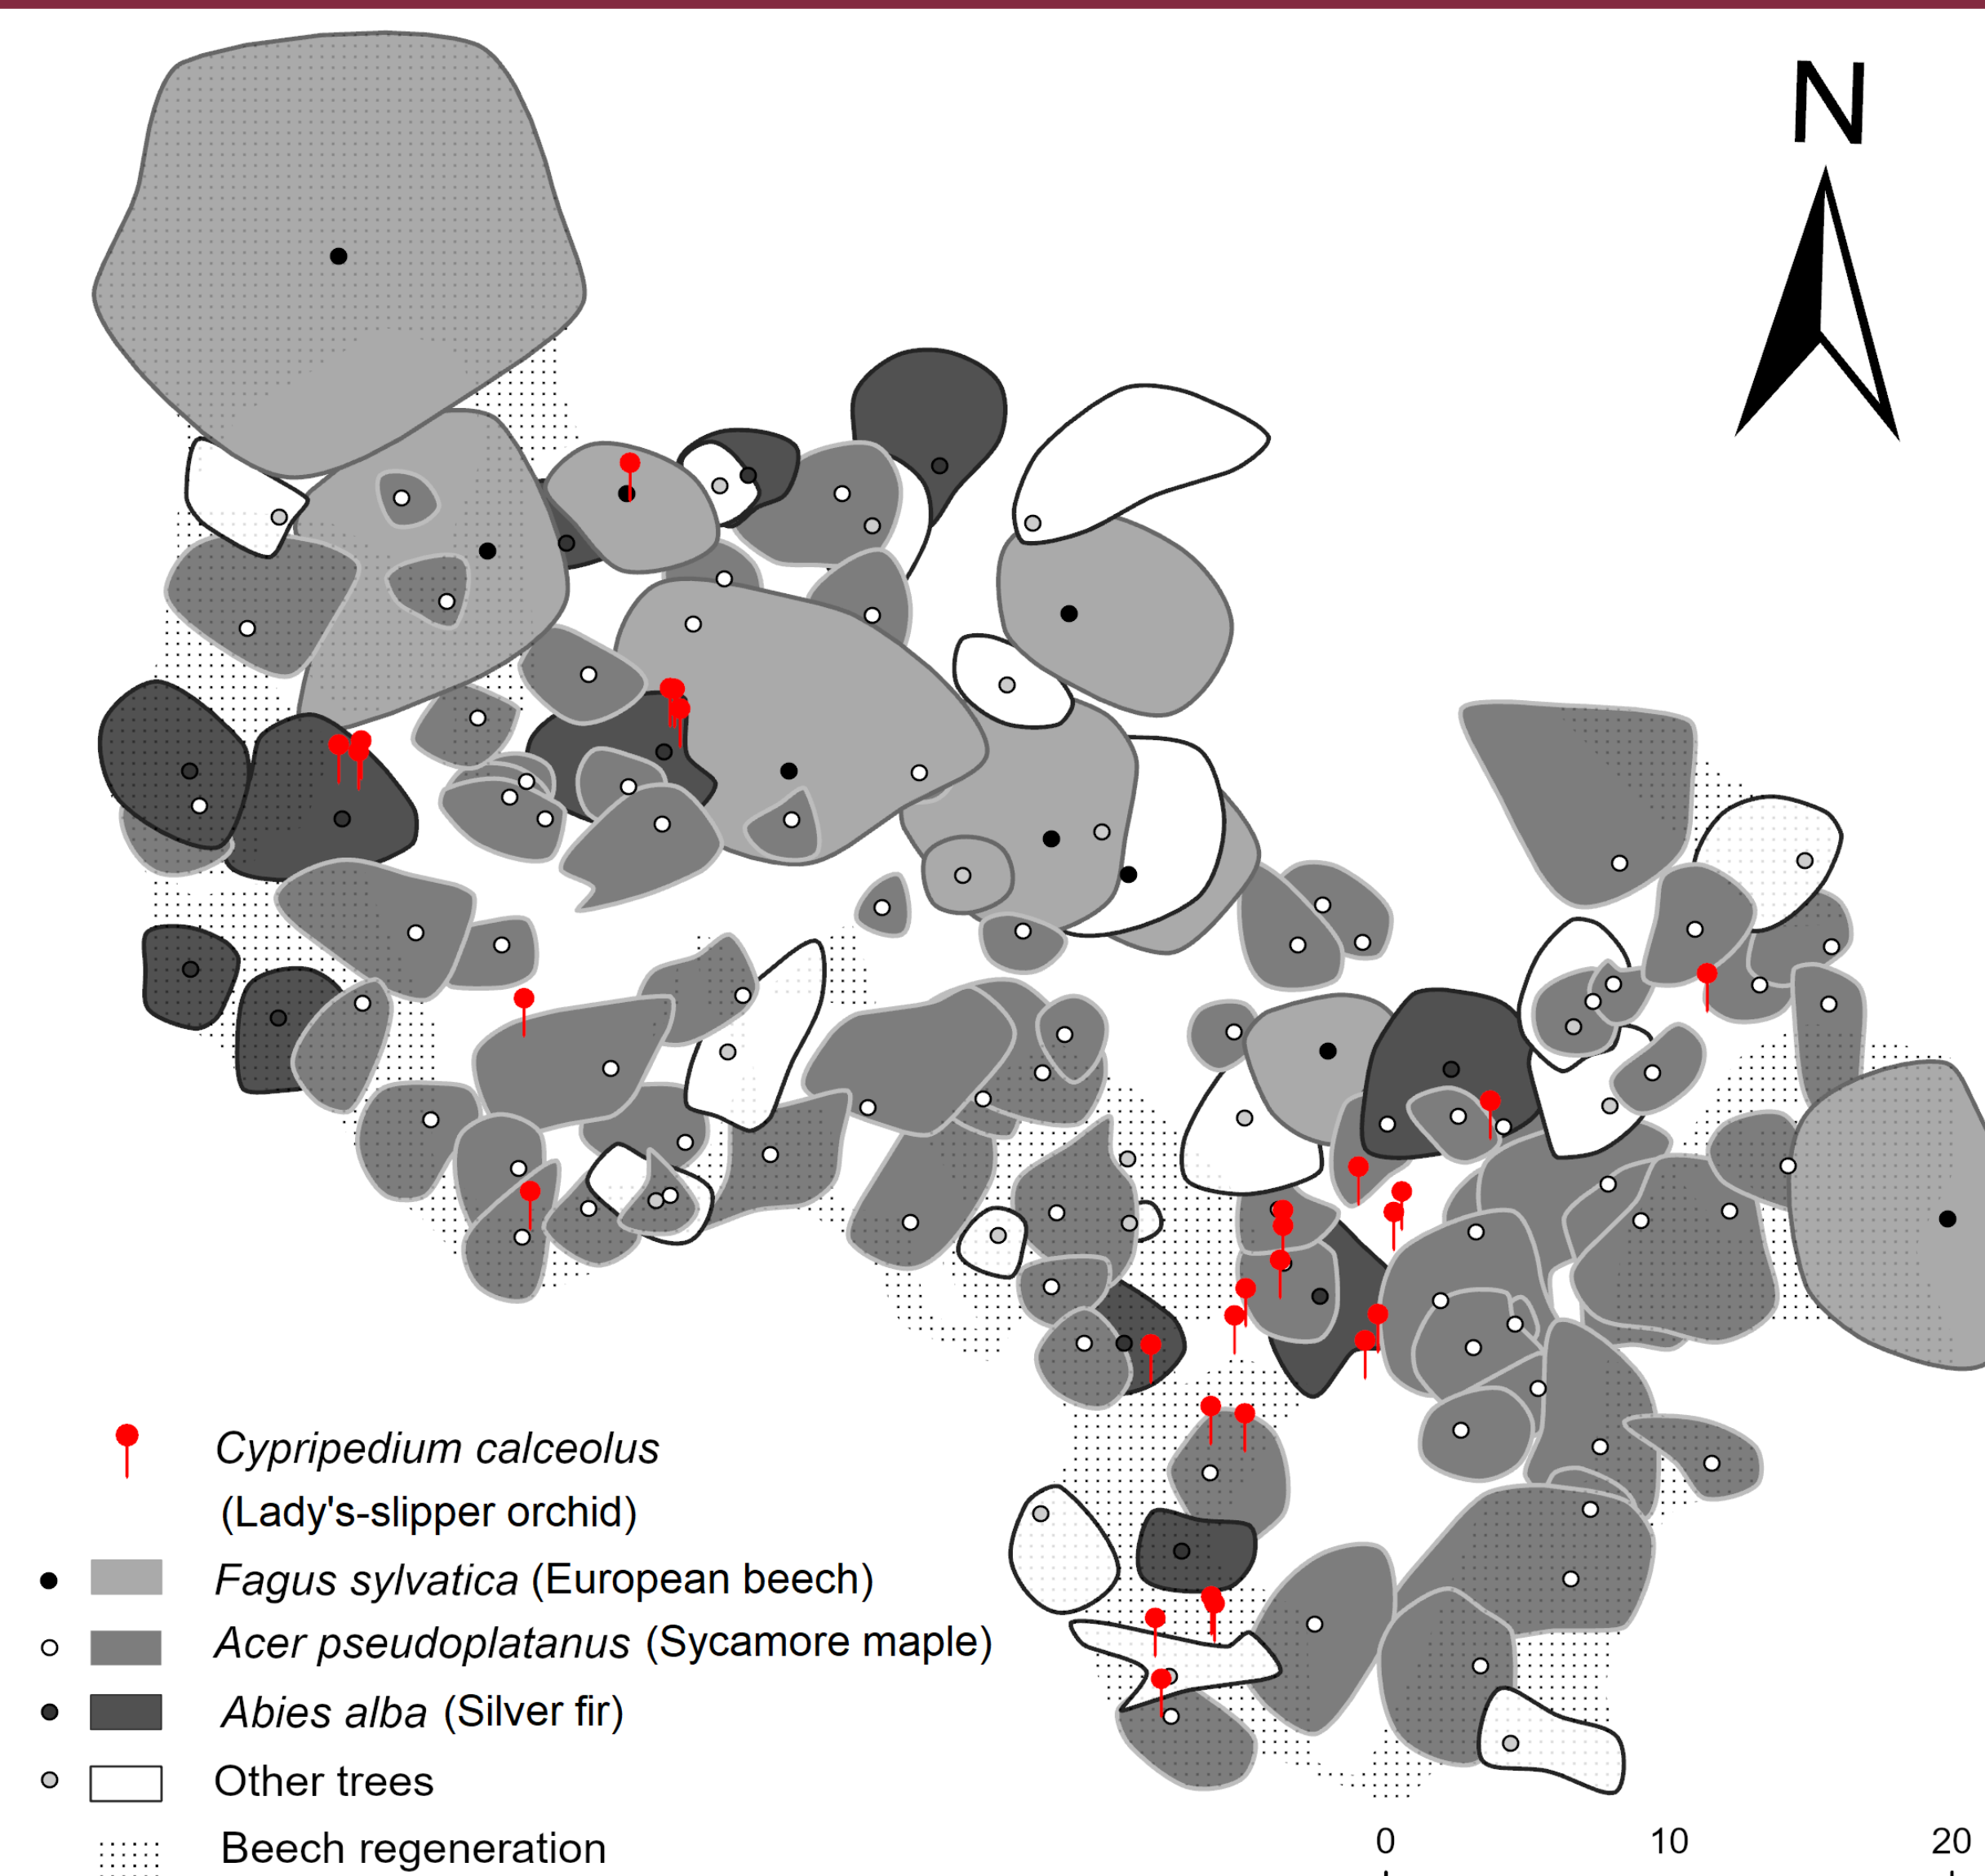 N
Cypripedium calceolus
(Lady's-slipper orchid)
Fagus sylvatica (European beech)
Acer pseudoplatanus (Sycamore maple)
Abies alba (Silver fir)
Other trees
Beech regeneration
0 10 20